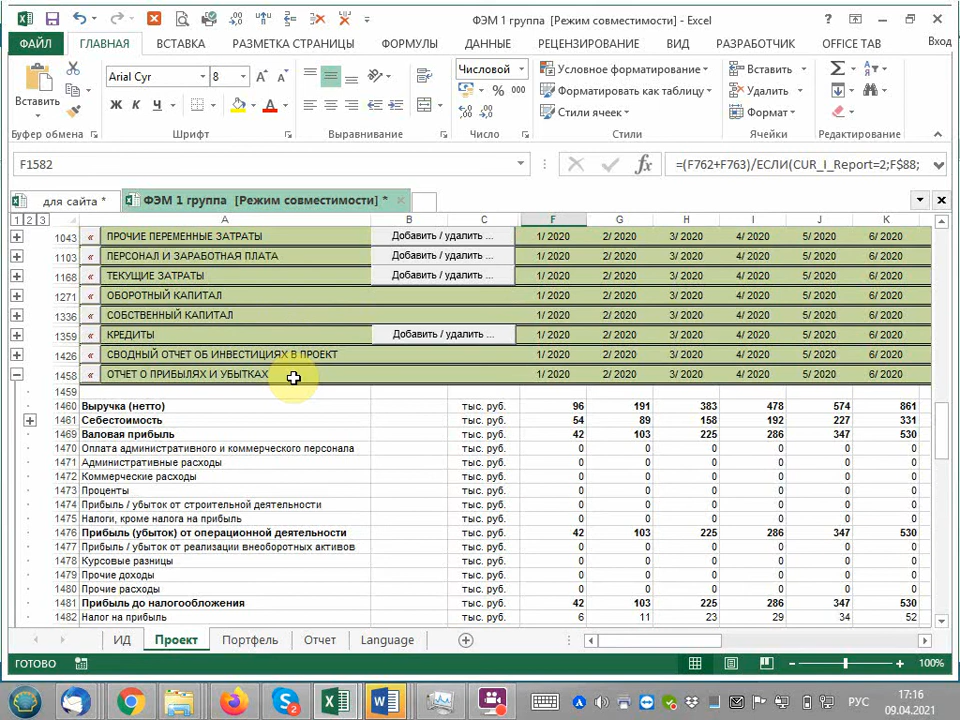 ФЭМ 1 группа [Режим совместимости] - Excel
ФАЙЛ ГЛАВНАЯ ВСТАВКА РАЗМЕТКА СТРАНИЦЫ ФОРМУЛЫ ДАННЫЕ РЕЦЕНЗИРОВАНИЕ ВИД РАЗРАБОТЧИК OFFICE TAB Вход
Вставить Arial Cyr 8 Числовой Условное форматирование Вставить
Ж К Ч % 000 Форматировать как таблицу Удалить
Стили ячеек Формат
Буфер обмена Шрифт Выравнивание Число Стили Ячейки Редактирование
F1582 =(F762+F763)/ЕСЛИ(CUR_I_Report=2;F$88;
для сайта * ФЭМ 1 группа [Режим совместимости] *
1 2 3 A B C F G H I J K
1043 « ПРОЧИЕ ПЕРЕМЕННЫЕ ЗАТРАТЫ Добавить / удалить ... 1/ 2020 2/ 2020 3/ 2020 4/ 2020 5/ 2020 6/ 2020
1103 « ПЕРСОНАЛ И ЗАРАБОТНАЯ ПЛАТА Добавить / удалить ... 1/ 2020 2/ 2020 3/ 2020 4/ 2020 5/ 2020 6/ 2020
1168 « ТЕКУЩИЕ ЗАТРАТЫ Добавить / удалить ... 1/ 2020 2/ 2020 3/ 2020 4/ 2020 5/ 2020 6/ 2020
1271 « ОБОРОТНЫЙ КАПИТАЛ 1/ 2020 2/ 2020 3/ 2020 4/ 2020 5/ 2020 6/ 2020
1336 « СОБСТВЕННЫЙ КАПИТАЛ 1/ 2020 2/ 2020 3/ 2020 4/ 2020 5/ 2020 6/ 2020
1359 « КРЕДИТЫ Добавить / удалить ... 1/ 2020 2/ 2020 3/ 2020 4/ 2020 5/ 2020 6/ 2020
1426 « СВОДНЫЙ ОТЧЕТ ОБ ИНВЕСТИЦИЯХ В ПРОЕКТ 1/ 2020 2/ 2020 3/ 2020 4/ 2020 5/ 2020 6/ 2020
1458 « ОТЧЕТ О ПРИБЫЛЯХ И УБЫТКАХ 1/ 2020 2/ 2020 3/ 2020 4/ 2020 5/ 2020 6/ 2020
1459
1460 Выручка (нетто) тыс. руб. 96 191 383 478 574 861
1461 Себестоимость тыс. руб. 54 89 158 192 227 331
1469 Валовая прибыль тыс. руб. 42 103 225 286 347 530
1470 Оплата административного и коммерческого персонала тыс. руб. 0 0 0 0 0 0
1471 Административные расходы тыс. руб. 0 0 0 0 0 0
1472 Коммерческие расходы тыс. руб. 0 0 0 0 0 0
1473 Проценты тыс. руб. 0 0 0 0 0 0
1474 Прибыль / убыток от строительной деятельности тыс. руб. 0 0 0 0 0 0
1475 Налоги, кроме налога на прибыль тыс. руб. 0 0 0 0 0 0
1476 Прибыль (убыток) от операционной деятельности тыс. руб. 42 103 225 286 347 530
1477 Прибыль / убыток от реализации внеоборотных активов тыс. руб. 0 0 0 0 0 0
1478 Курсовые разницы тыс. руб. 0 0 0 0 0 0
1479 Прочие доходы тыс. руб. 0 0 0 0 0 0
1480 Прочие расходы тыс. руб. 0 0 0 0 0 0
1481 Прибыль до налогообложения тыс. руб. 42 103 225 286 347 530
1482 Налог на прибыль тыс. руб. 6 11 23 29 34 52
ИД Проект Портфель Отчет Language
ГОТОВО 100%
РУС 17:16
09.04.2021